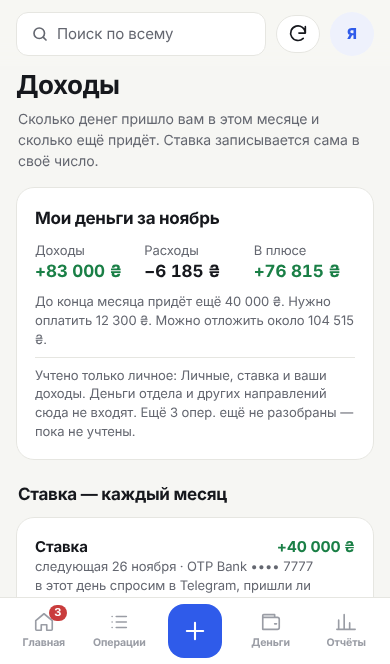 Поиск по всему
Я
Доходы
Сколько денег пришло вам в этом месяце и
сколько ещё придёт. Ставка записывается сама в
своё число.
Мои деньги за ноябрь
Доходы Расходы В плюсе
+83 000 ₴ −6 185 ₴ +76 815 ₴
До конца месяца придёт ещё 40 000 ₴. Нужно
оплатить 12 300 ₴. Можно отложить около 104 515
₴.
Учтено только личное: Личные, ставка и ваши
доходы. Деньги отдела и других направлений
сюда не входят. Ещё 3 опер. ещё не разобраны —
пока не учтены.
Ставка — каждый месяц
Ставка +40 000 ₴
следующая 26 ноября · OTP Bank •••• 7777
в этот день спросим в Telegram, пришли ли
3
Главная Операции Деньги Отчёты